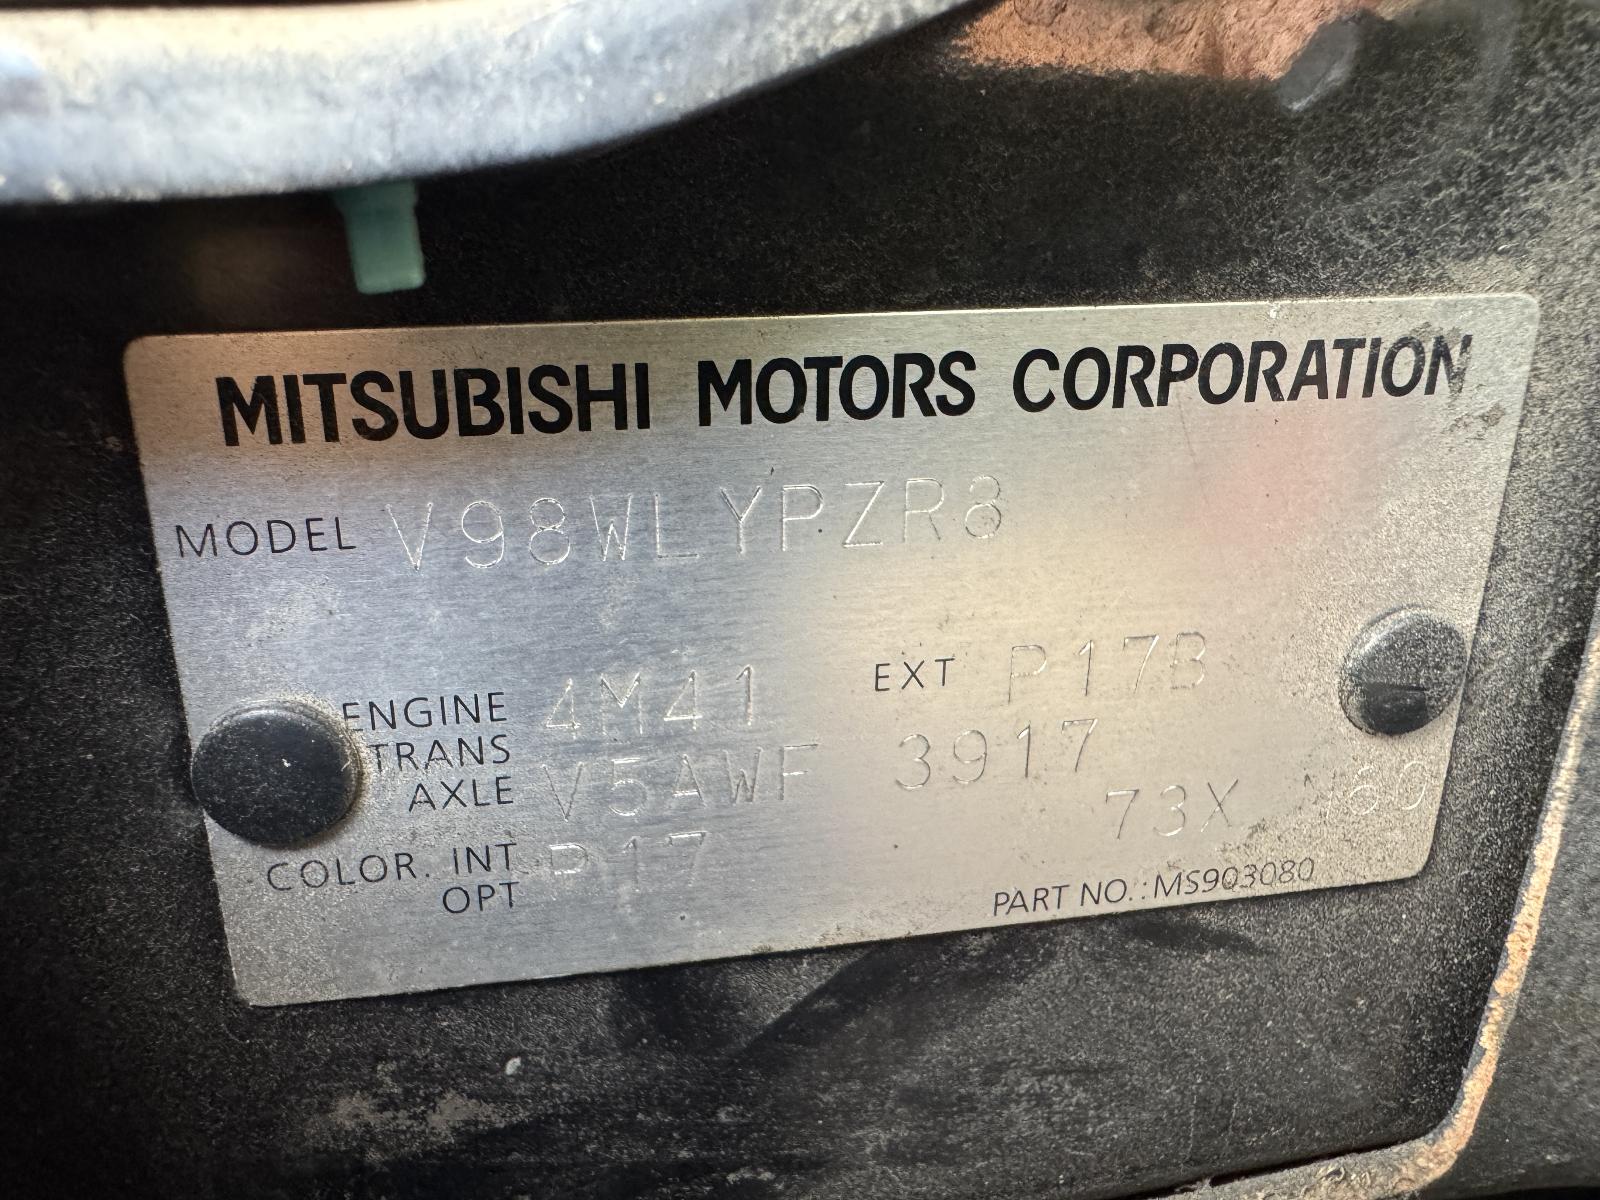 MITSUBISHI MOTORS CORPORATION
MODEL V98WLYPZR8
ENGINE 4M41 EXT P17B
TRANS
AXLE V5AWF 3917
73X
COLOR. INT P17
OPT
PART NO.: MS903080